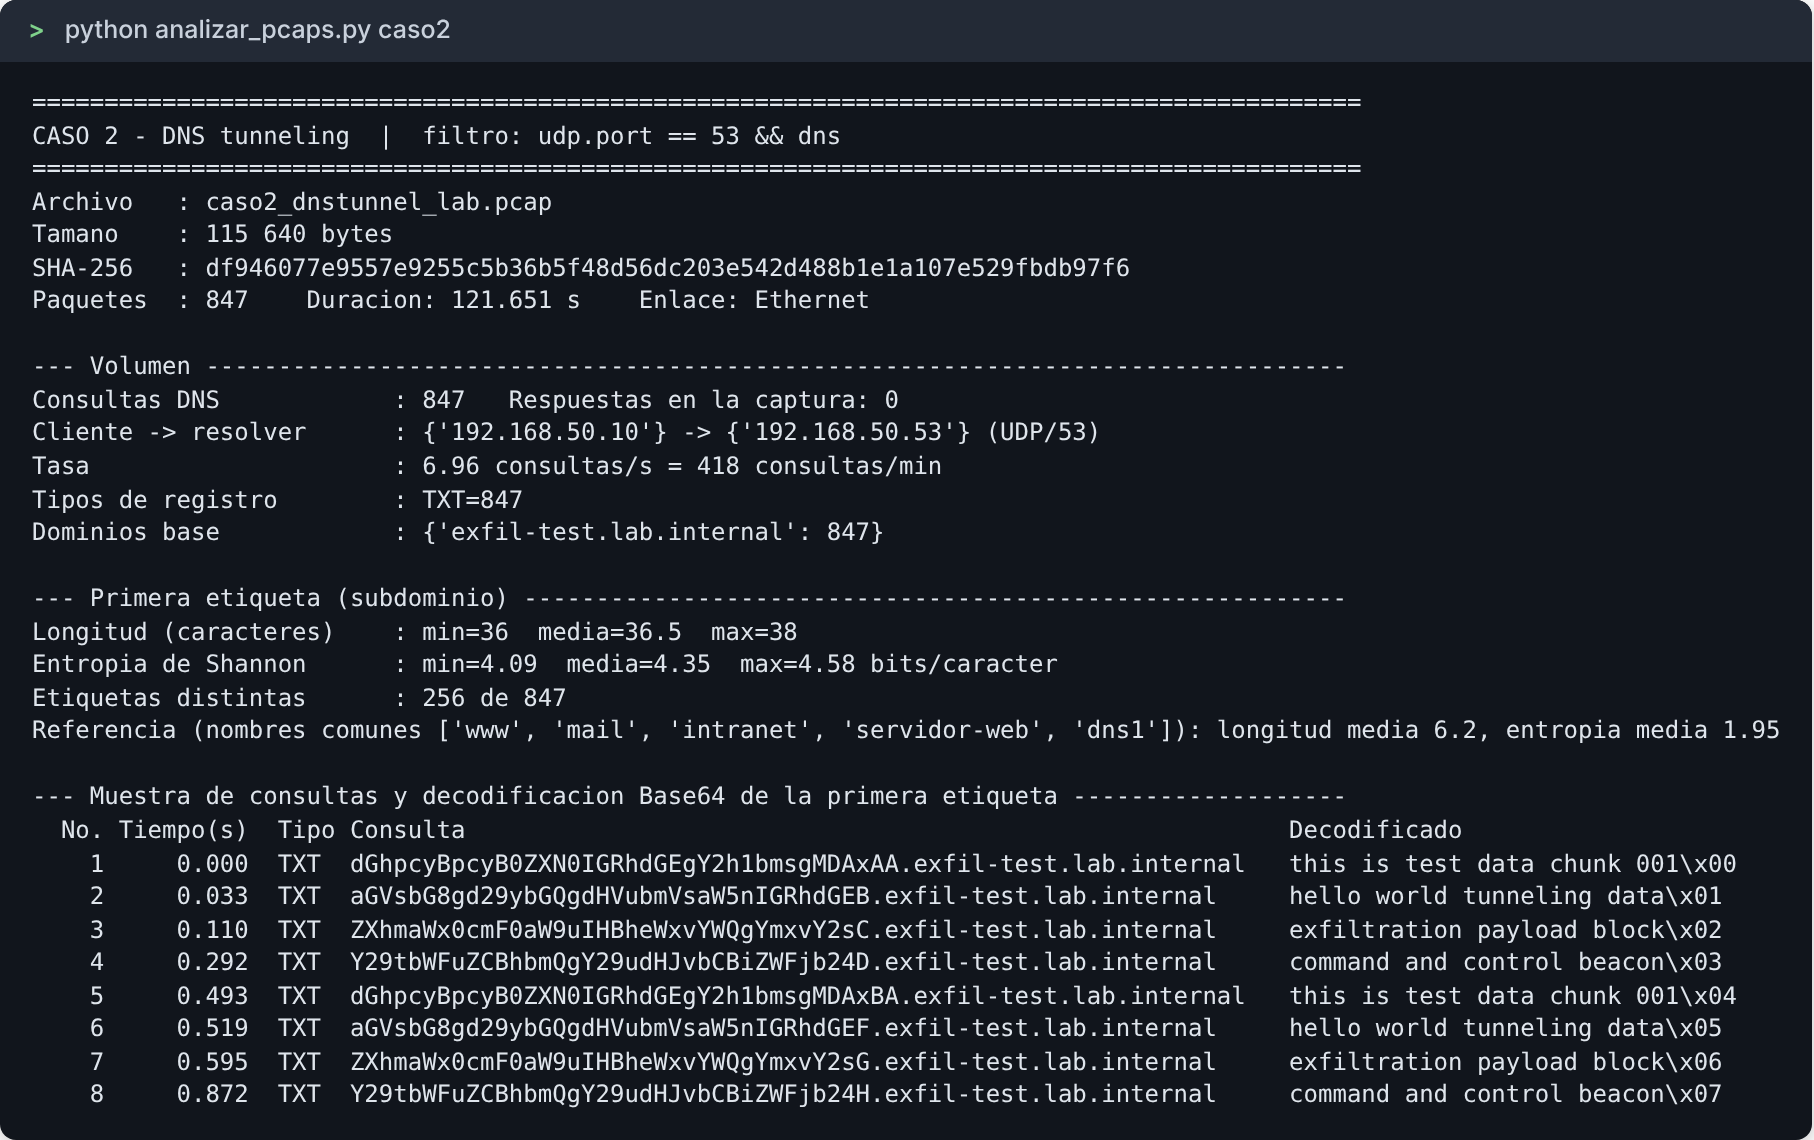 > python analizar_pcaps.py caso2
============================================================================================
CASO 2 - DNS tunneling  |  filtro: udp.port == 53 && dns
============================================================================================
Archivo   : caso2_dnstunnel_lab.pcap
Tamano    : 115 640 bytes
SHA-256   : df946077e9557e9255c5b36b5f48d56dc203e542d488b1e1a107e529fbdb97f6
Paquetes  : 847    Duracion: 121.651 s    Enlace: Ethernet
--- Volumen -------------------------------------------------------------------------------
Consultas DNS            : 847   Respuestas en la captura: 0
Cliente -> resolver      : {'192.168.50.10'} -> {'192.168.50.53'} (UDP/53)
Tasa                     : 6.96 consultas/s = 418 consultas/min
Tipos de registro        : TXT=847
Dominios base            : {'exfil-test.lab.internal': 847}
--- Primera etiqueta (subdominio) ---------------------------------------------------------
Longitud (caracteres)    : min=36  media=36.5  max=38
Entropia de Shannon      : min=4.09  media=4.35  max=4.58 bits/caracter
Etiquetas distintas      : 256 de 847
Referencia (nombres comunes ['www', 'mail', 'intranet', 'servidor-web', 'dns1']): longitud media 6.2, entropia media 1.95
--- Muestra de consultas y decodificacion Base64 de la primera etiqueta -------------------
No. Tiempo(s)  Tipo Consulta                                                         Decodificado
1     0.000  TXT  dGhpcyBpcyB0ZXN0IGRhdGEgY2h1bmsgMDAxAA.exfil-test.lab.internal   this is test data chunk 001\x00
2     0.033  TXT  aGVsbG8gd29ybGQgdHVubmVsaW5nIGRhdGEB.exfil-test.lab.internal     hello world tunneling data\x01
3     0.110  TXT  ZXhmaWx0cmF0aW9uIHBheWxvYWQgYmxvY2sC.exfil-test.lab.internal     exfiltration payload block\x02
4     0.292  TXT  Y29tbWFuZCBhbmQgY29udHJvbCBiZWFjb24D.exfil-test.lab.internal     command and control beacon\x03
5     0.493  TXT  dGhpcyBpcyB0ZXN0IGRhdGEgY2h1bmsgMDAxBA.exfil-test.lab.internal   this is test data chunk 001\x04
6     0.519  TXT  aGVsbG8gd29ybGQgdHVubmVsaW5nIGRhdGEF.exfil-test.lab.internal     hello world tunneling data\x05
7     0.595  TXT  ZXhmaWx0cmF0aW9uIHBheWxvYWQgYmxvY2sG.exfil-test.lab.internal     exfiltration payload block\x06
8     0.872  TXT  Y29tbWFuZCBhbmQgY29udHJvbCBiZWFjb24H.exfil-test.lab.internal     command and control beacon\x07